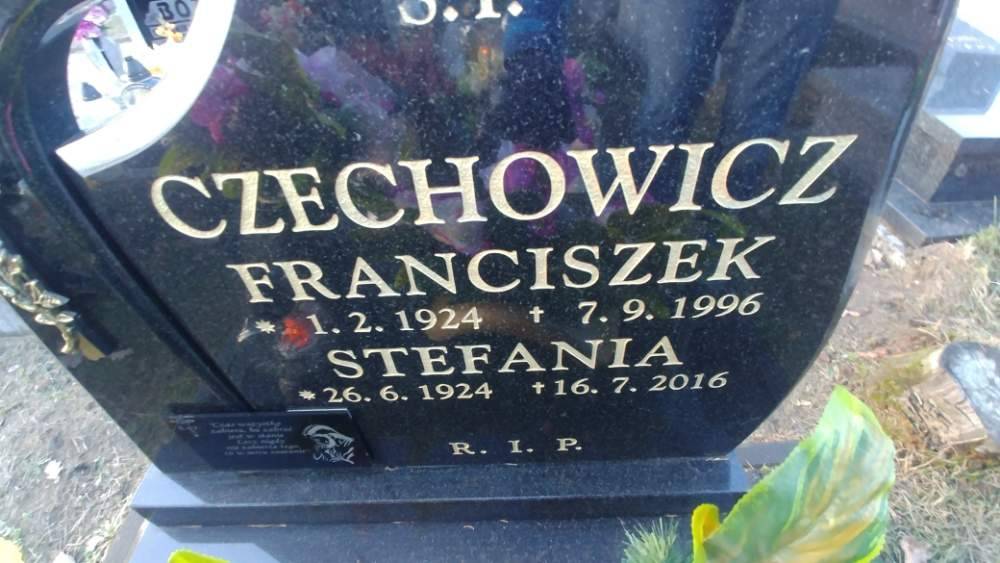 Ś. P.
CZECHOWICZ
FRANCISZEK
* 1. 2. 1924 † 7. 9. 1996
STEFANIA
* 26. 6. 1924 † 16. 7. 2016
R. I. P.